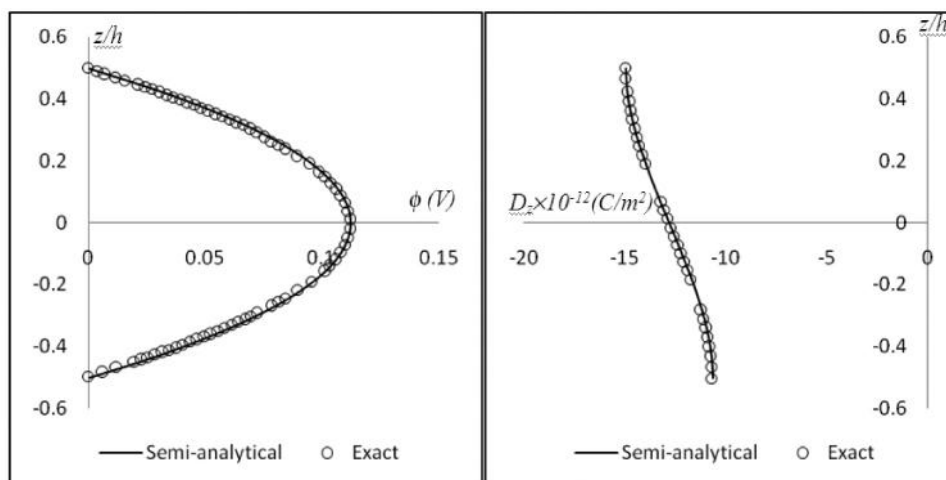 0.6
z/h
0.4
0.2
ϕ (V)
0
0 0.05 0.1 0.15
-0.2
-0.4
-0.6
Semi-analytical Exact
0.6
z/h
0.4
0.2
Dz×10-12(C/m2)
0
-20 -15 -10 -5 0
-0.2
-0.4
-0.6
Semi-analytical Exact